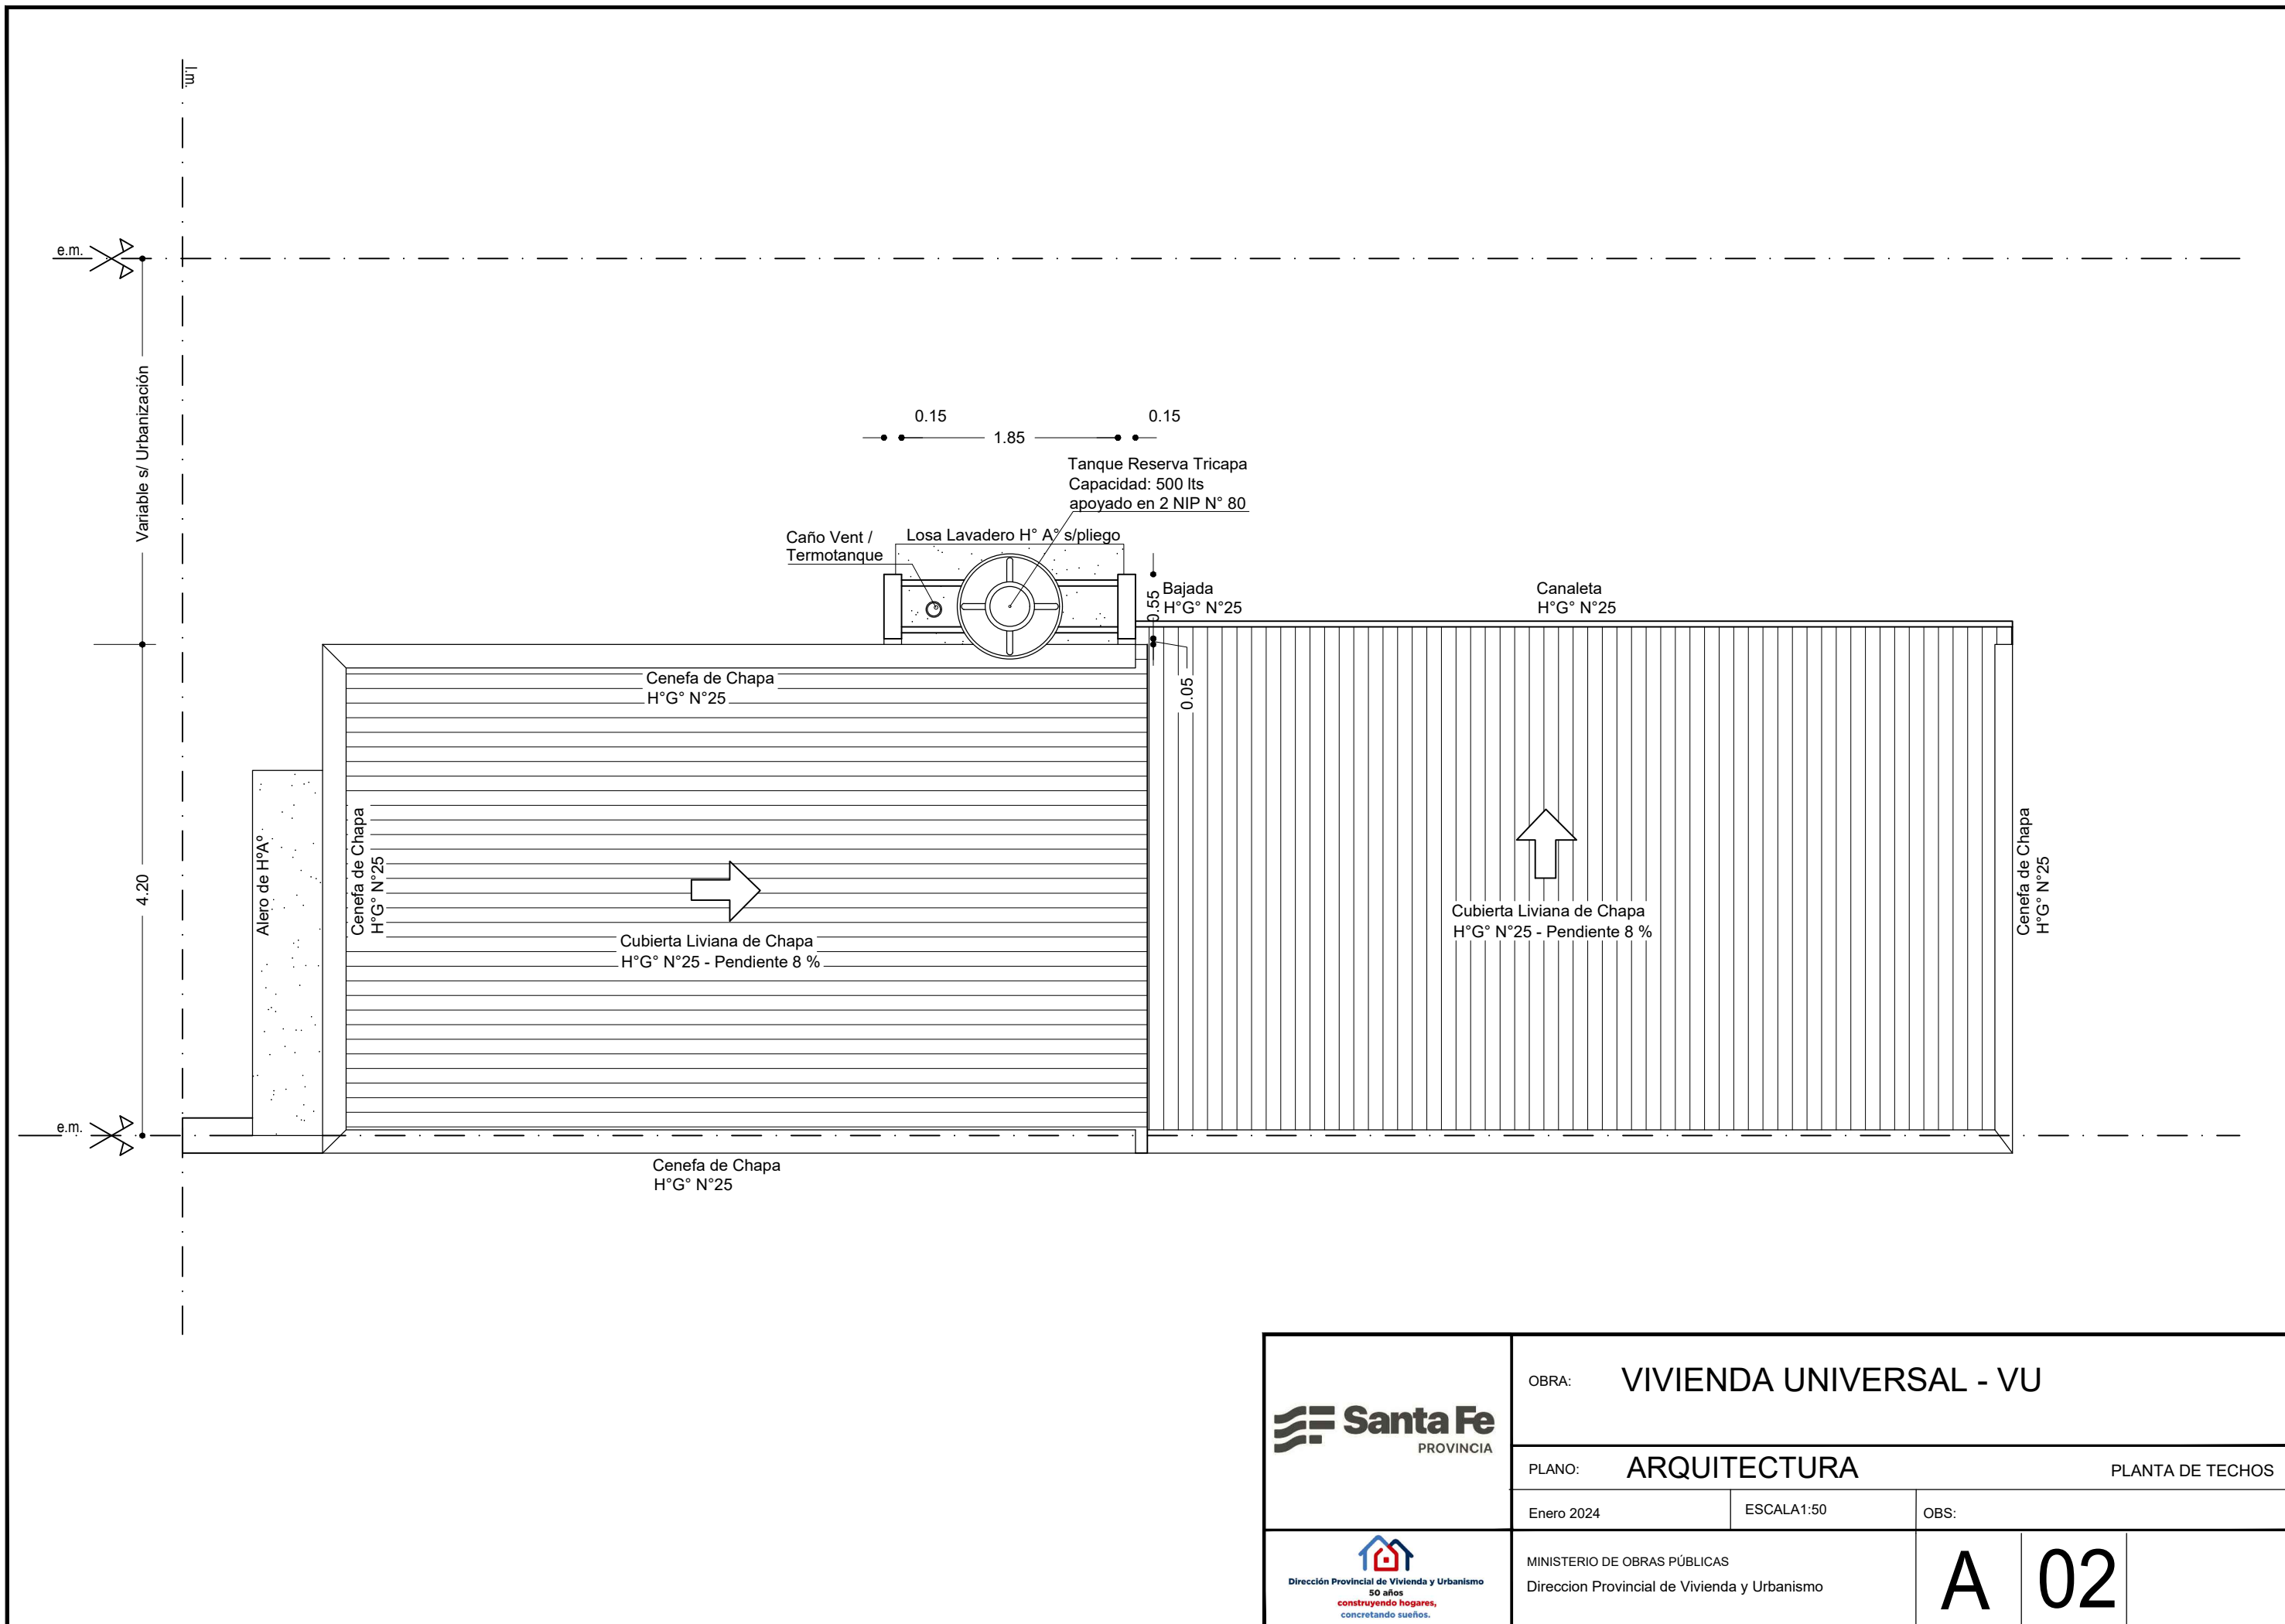 l.m.
e.m.
Variable s/ Urbanización
0.15
0.15
1.85
Tanque Reserva Tricapa
Capacidad: 500 lts
apoyado en 2 NIP N° 80
Caño Vent /
Termotanque
Losa Lavadero H° A° s/pliego
0.55
Bajada
H°G° N°25
Canaleta
H°G° N°25
0.05
Cenefa de Chapa
H°G° N°25
4.20
Alero de HºAº
Cenefa de Chapa
H°G° N°25
Cubierta Liviana de Chapa
H°G° N°25 - Pendiente 8 %
Cubierta Liviana de Chapa
H°G° N°25 - Pendiente 8 %
Cenefa de Chapa
H°G° N°25
e.m.
Cenefa de Chapa
H°G° N°25
Santa Fe
PROVINCIA
OBRA: VIVIENDA UNIVERSAL - VU
PLANO: ARQUITECTURA PLANTA DE TECHOS
Enero 2024 ESCALA1:50 OBS:
Dirección Provincial de Vivienda y Urbanismo
50 años
construyendo hogares,
concretando sueños.
MINISTERIO DE OBRAS PÚBLICAS
Direccion Provincial de Vivienda y Urbanismo
A 02